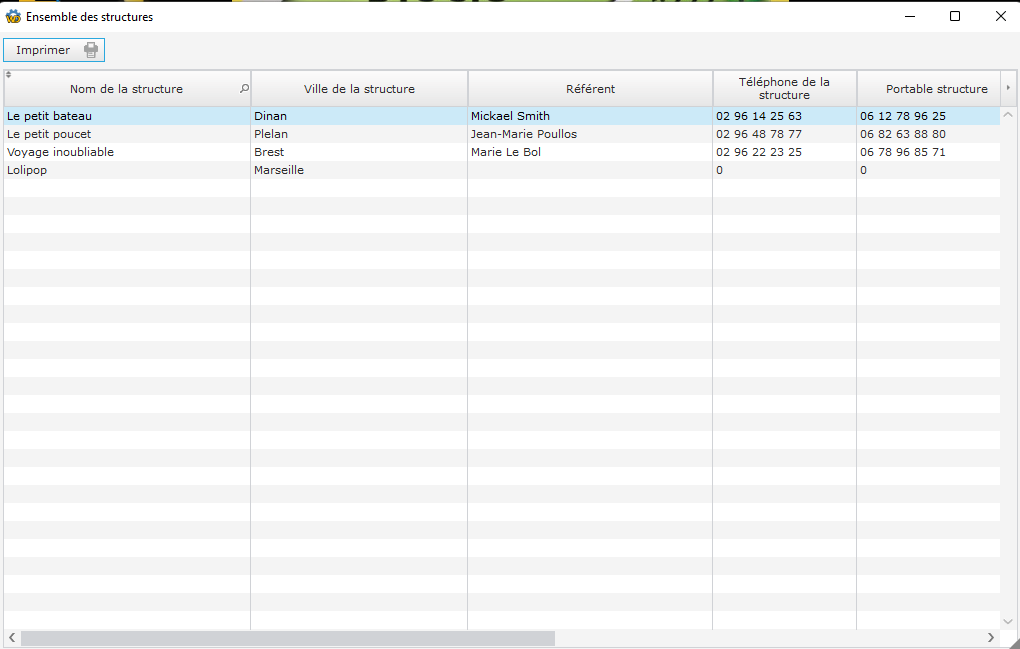 Ensemble des structures
Imprimer
Nom de la structure Ville de la structure Référent Téléphone de la structure Portable structure
Le petit bateau Dinan Mickael Smith 02 96 14 25 63 06 12 78 96 25
Le petit poucet Plelan Jean-Marie Poullos 02 96 48 78 77 06 82 63 88 80
Voyage inoubliable Brest Marie Le Bol 02 96 22 23 25 06 78 96 85 71
Lolipop Marseille 0 0